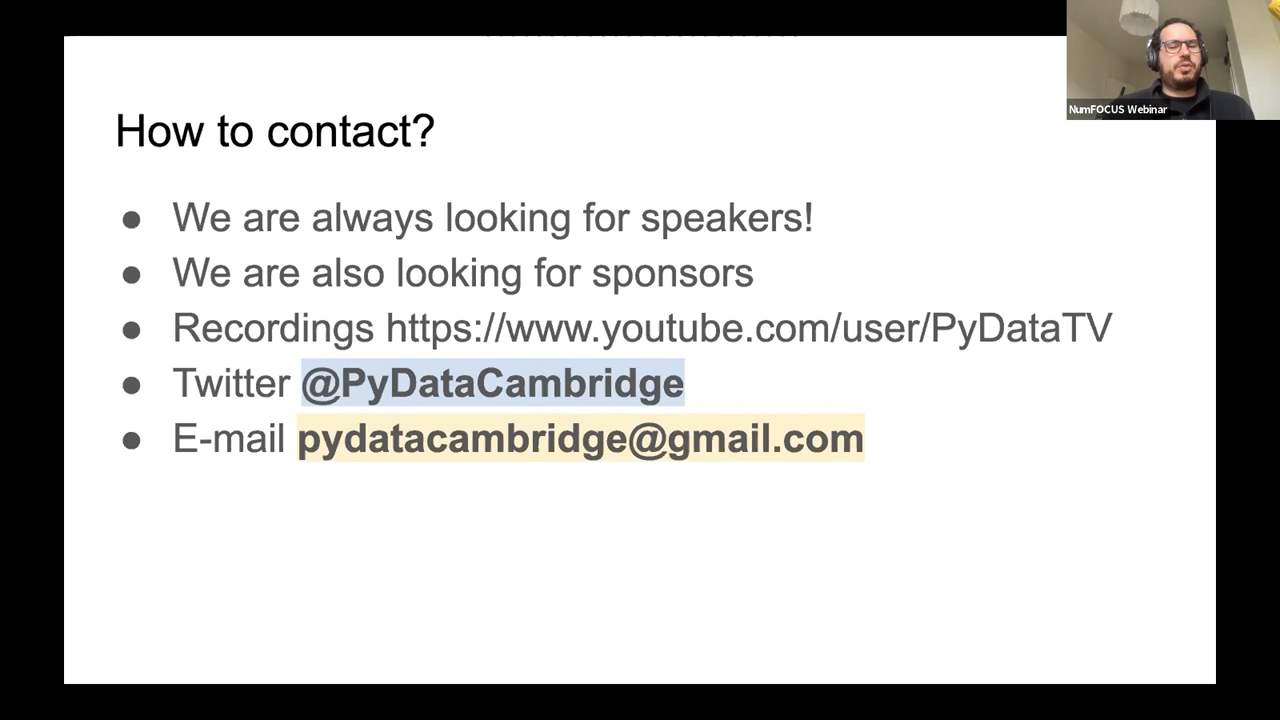 NumFOCUS Webinar
How to contact?
● We are always looking for speakers!
● We are also looking for sponsors
● Recordings https://www.youtube.com/user/PyDataTV
● Twitter @PyDataCambridge
● E-mail pydatacambridge@gmail.com